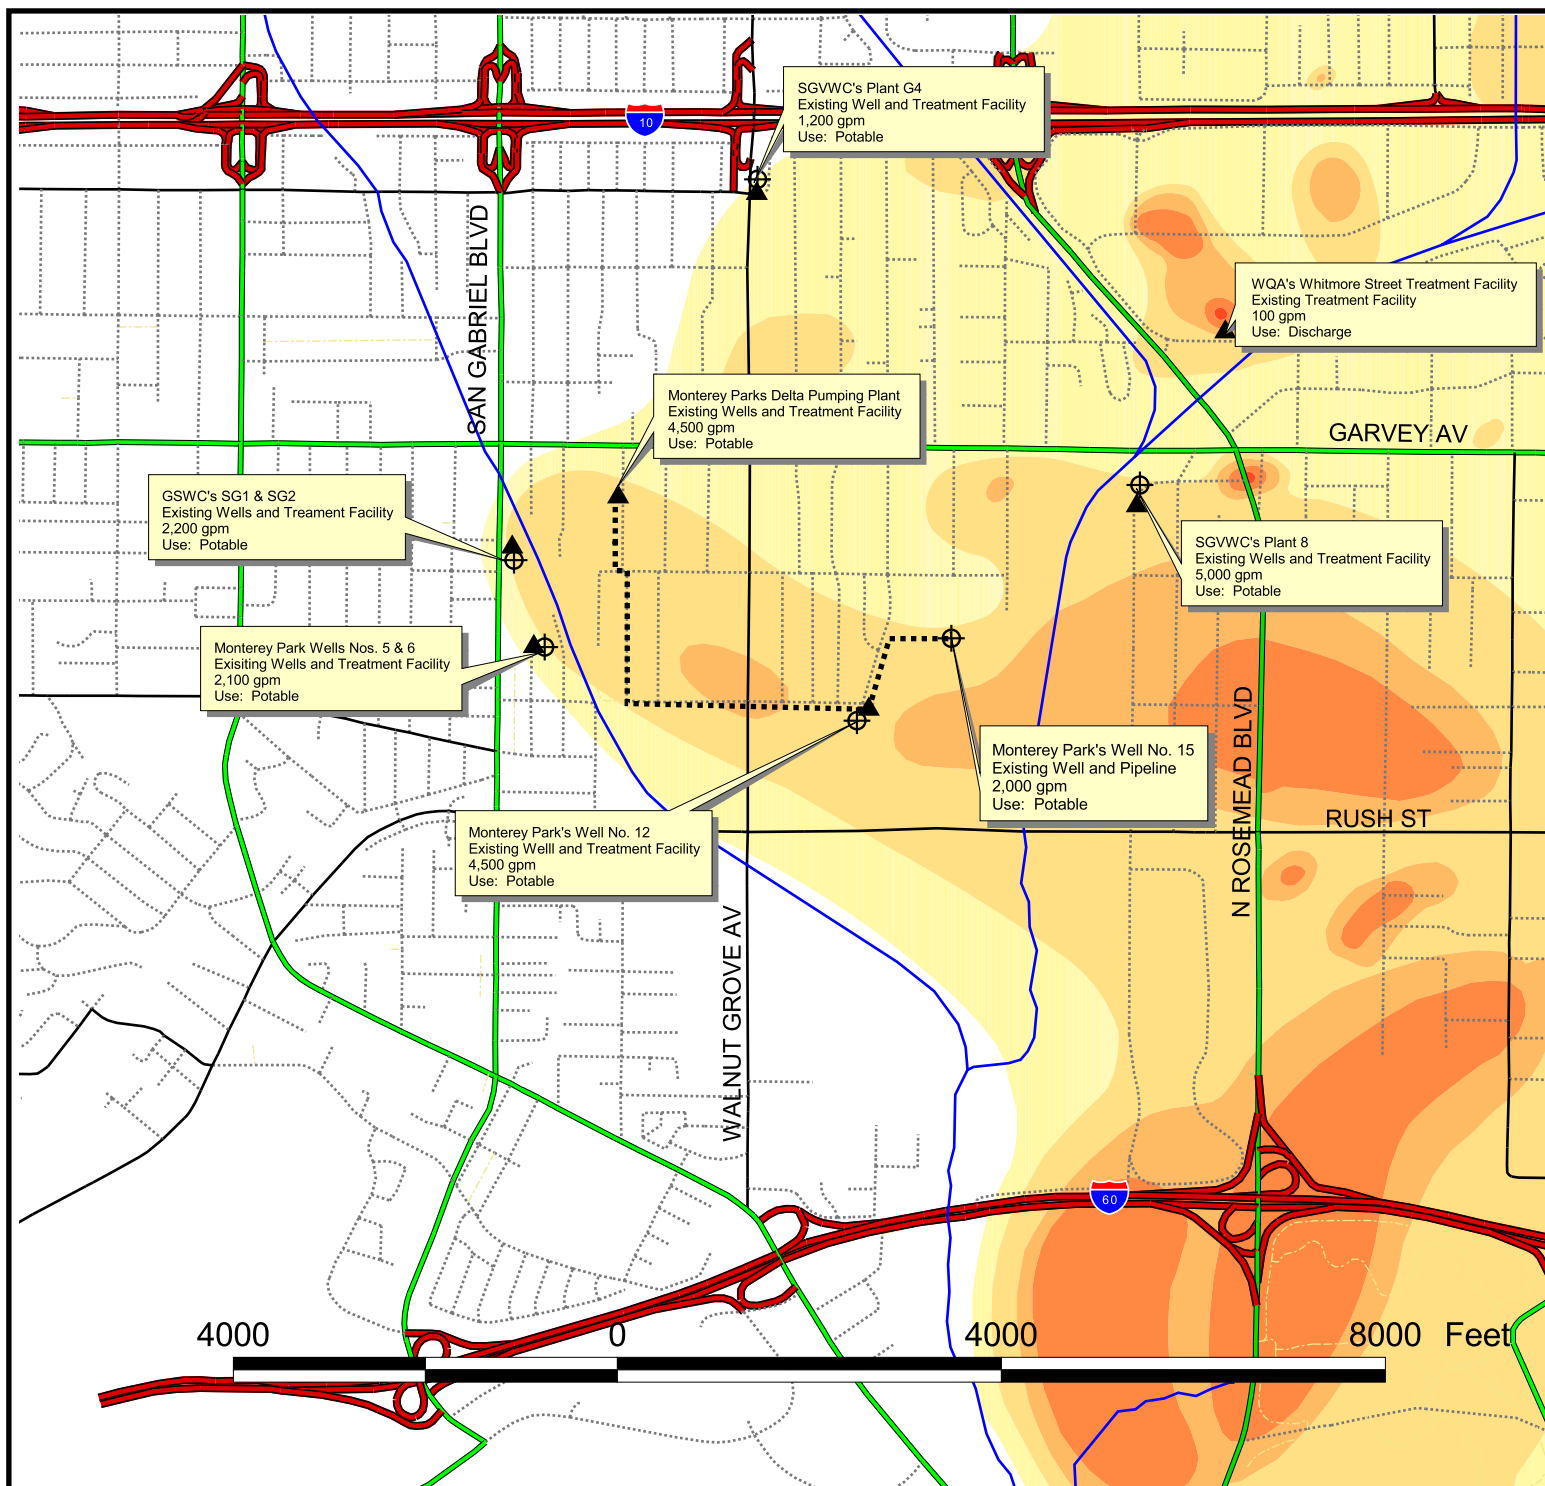 SGVWC's Plant G4
Existing Well and Treatment Facility
1,200 gpm
Use: Potable
10
SAN GABRIEL BLVD
WQA's Whitmore Street Treatment Facility
Existing Treatment Facility
100 gpm
Use: Discharge
Monterey Parks Delta Pumping Plant
Existing Wells and Treatment Facility
4,500 gpm
Use: Potable
GARVEY AV
GSWC's SG1 & SG2
Existing Wells and Treament Facility
2,200 gpm
Use: Potable
SGVWC's Plant 8
Existing Wells and Treatment Facility
5,000 gpm
Use: Potable
Monterey Park Wells Nos. 5 & 6
Exisiting Wells and Treatment Facility
2,100 gpm
Use: Potable
N ROSEMEAD BLVD
Monterey Park's Well No. 15
Existing Well and Pipeline
2,000 gpm
Use: Potable
RUSH ST
Monterey Park's Well No. 12
Existing Welll and Treatment Facility
4,500 gpm
Use: Potable
WALNUT GROVE AV
60
4000 0 4000 8000 Feet